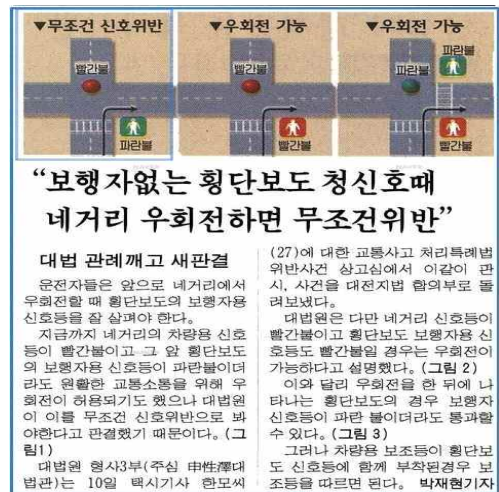 ▼무조건 신호위반
▼우회전 가능
▼우회전 가능
빨간불
파란불
빨간불
빨간불
파란불
파란불
빨간불
“보행자없는 횡단보도 청신호때
네거리 우회전하면 무조건위반”
대법 관례깨고 새판결
운전자들은 앞으로 네거리에서
우회전할 때 횡단보도의 보행자용
신호등을 잘 살펴야 한다.
지금까지 네거리의 차량용 신호
등이 빨간불이고 그 앞 횡단보도
의 보행자용 신호등이 파란불이더
라도 원활한 교통소통을 위해 우
회전이 허용되기도 했으나 대법원
이 이를 무조건 신호위반으로 봐
야한다고 판결했기 때문이다. (그
림1)
대법원 형사3부(주심 申性澤대
법관)는 10일 택시기사 한모씨
(27)에 대한 교통사고 처리특례법
위반사건 상고심에서 이같이 판
시, 사건을 대전지법 합의부로 돌
려보냈다.
대법원은 다만 네거리 신호등이
빨간불이고 횡단보도 보행자용 신
호등도 빨간불일 경우는 우회전이
가능하다고 설명했다. (그림 2)
이와 달리 우회전을 한 뒤에 나
타나는 횡단보도의 경우 보행자
신호등이 파란 불이더라도 통과할
수 있다. (그림 3)
그러나 차량용 보조등이 횡단보
도 신호등에 함께 부착된경우 보
조등을 따르면 된다. 박재현기자